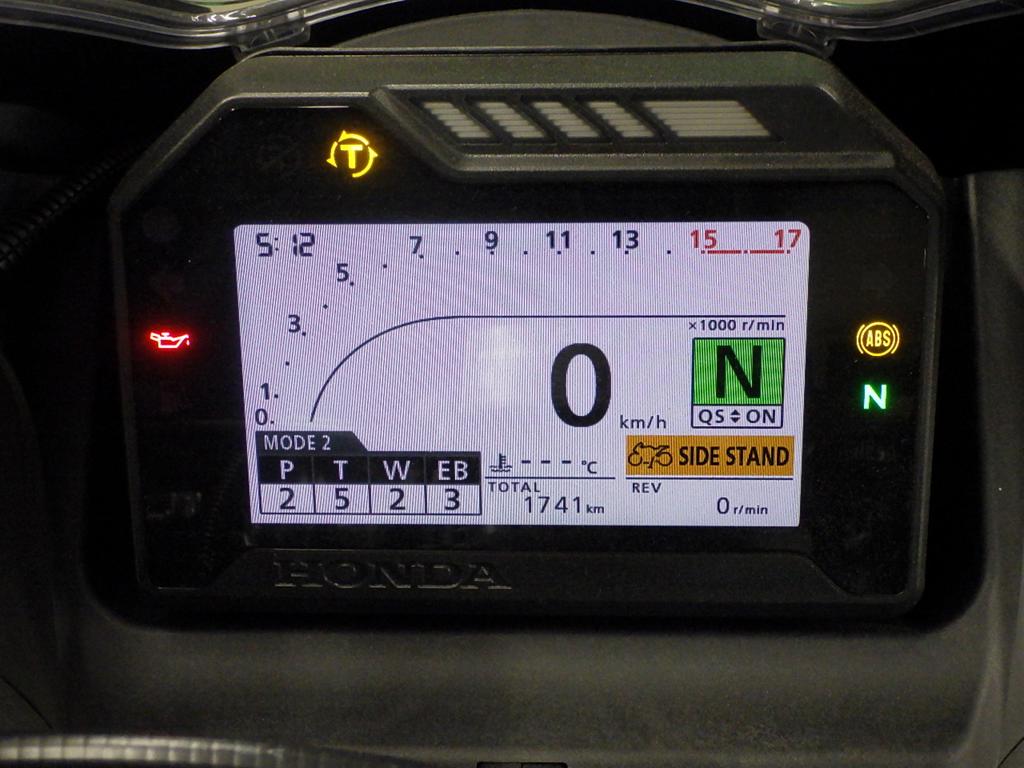 T
5:12
7 . 9 . 11 . 13 . 15 17
5.
3.
×1000 r/min
ABS
0
km/h
N
N
1.
0.
QS ON
MODE 2
SIDE STAND
P T W EB
--- °C
2 5 2 3
TOTAL
1741 km
REV
0 r/min
HONDA